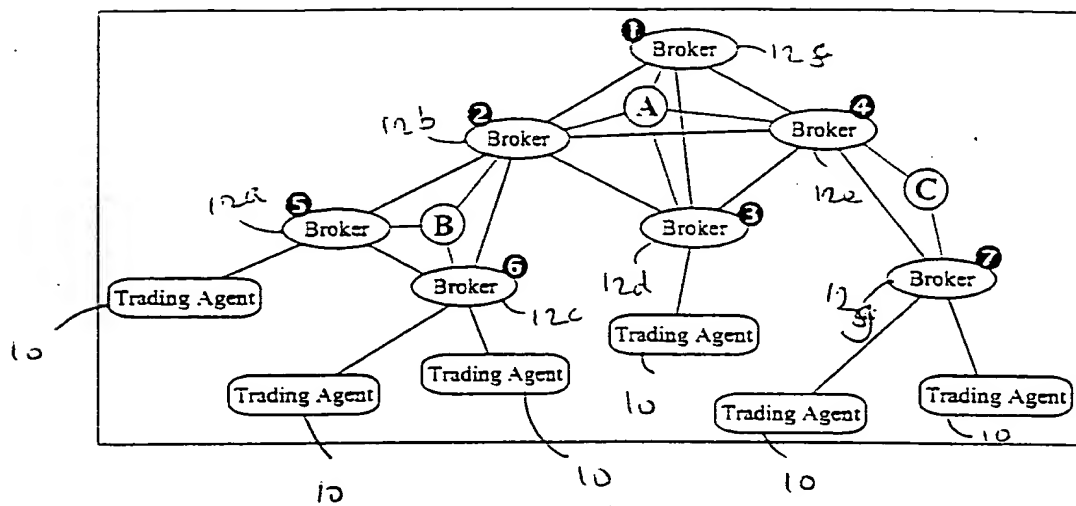 1
Broker
12f
A
2
12b
Broker
4
Broker
12e
C
12a
5
Broker
B
3
Broker
12d
6
Broker
12c
7
Broker
12g
Trading Agent
10
Trading Agent
10
Trading Agent
10
Trading Agent
10
Trading Agent
10
Trading Agent
10